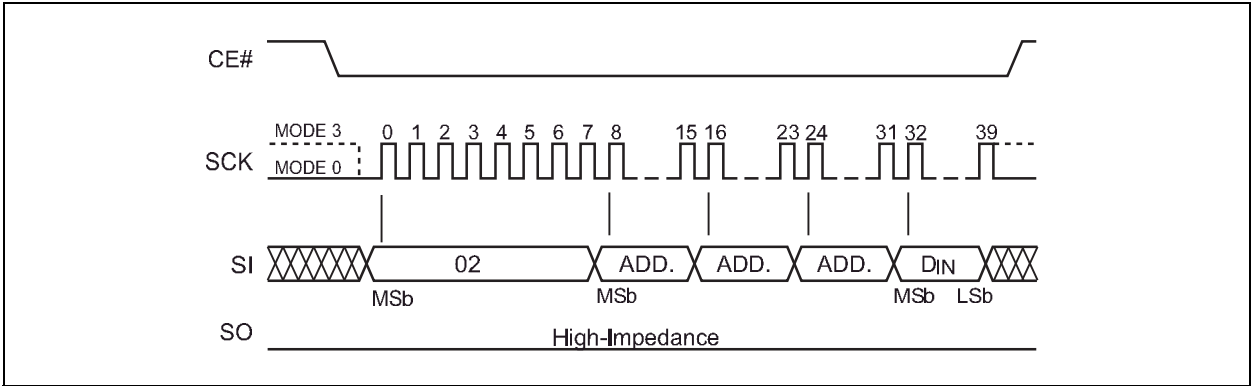 CE#
MODE 3
0 1 2 3 4 5 6 7 8 15 16 23 24 31 32 39
SCK
MODE 0
SI
02 ADD. ADD. ADD. DIN
MSb MSb MSb LSb
SO
High-Impedance